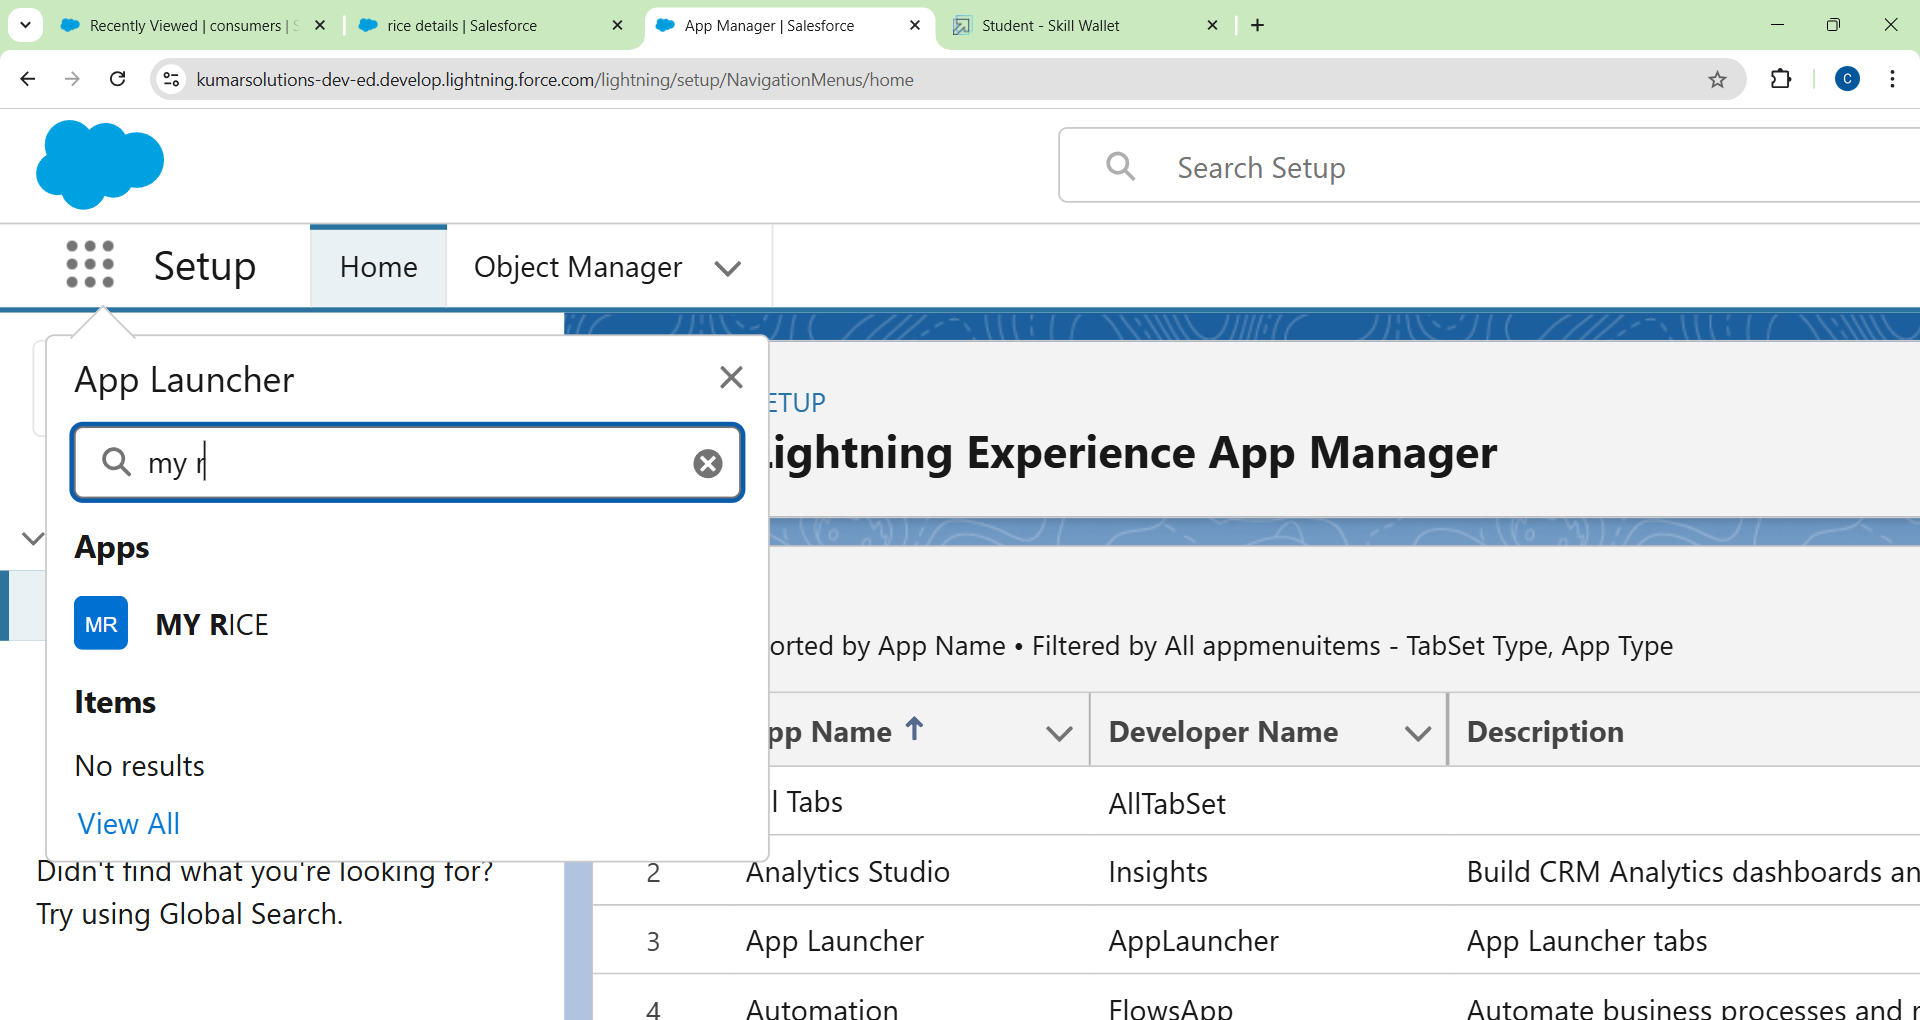 Recently Viewed | consumers | S
rice details | Salesforce
App Manager | Salesforce
Student - Skill Wallet
kumarsolutions-dev-ed.develop.lightning.force.com/lightning/setup/NavigationMenus/home
C
Search Setup
Setup
Home
Object Manager
App Launcher
my r
Apps
MR
MY RICE
Items
No results
View All
Didn't find what you're looking for?
Try using Global Search.
ETUP
Lightning Experience App Manager
orted by App Name • Filtered by All appmenuitems - TabSet Type, App Type
pp Name
Developer Name
Description
l Tabs
AllTabSet
2
Analytics Studio
Insights
Build CRM Analytics dashboards an
3
App Launcher
AppLauncher
App Launcher tabs
4
Automation
FlowsApp
Automate business processes and r